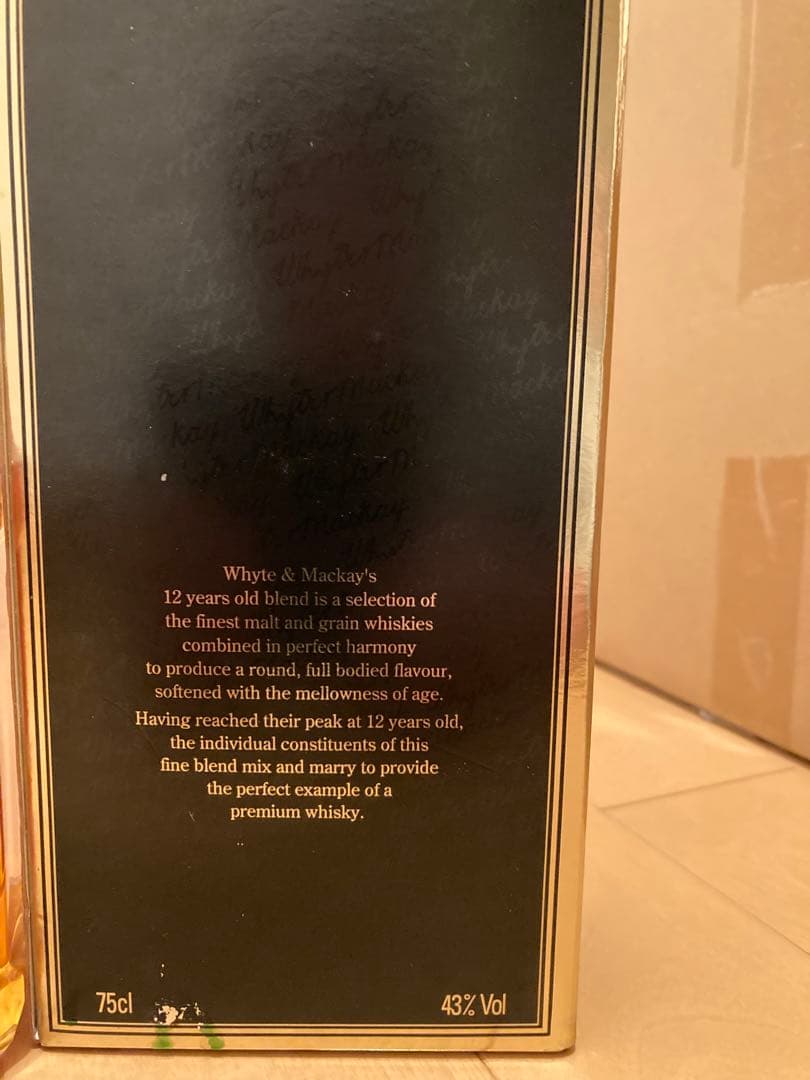 Whyte & Mackay's
12 years old blend is a selection of
the finest malt and grain whiskies
combined in perfect harmony
to produce a round, full bodied flavour,
softened with the mellowness of age.
Having reached their peak at 12 years old,
the individual constituents of this
fine blend mix and marry to provide
the perfect example of a
premium whisky.
75cl
43% Vol